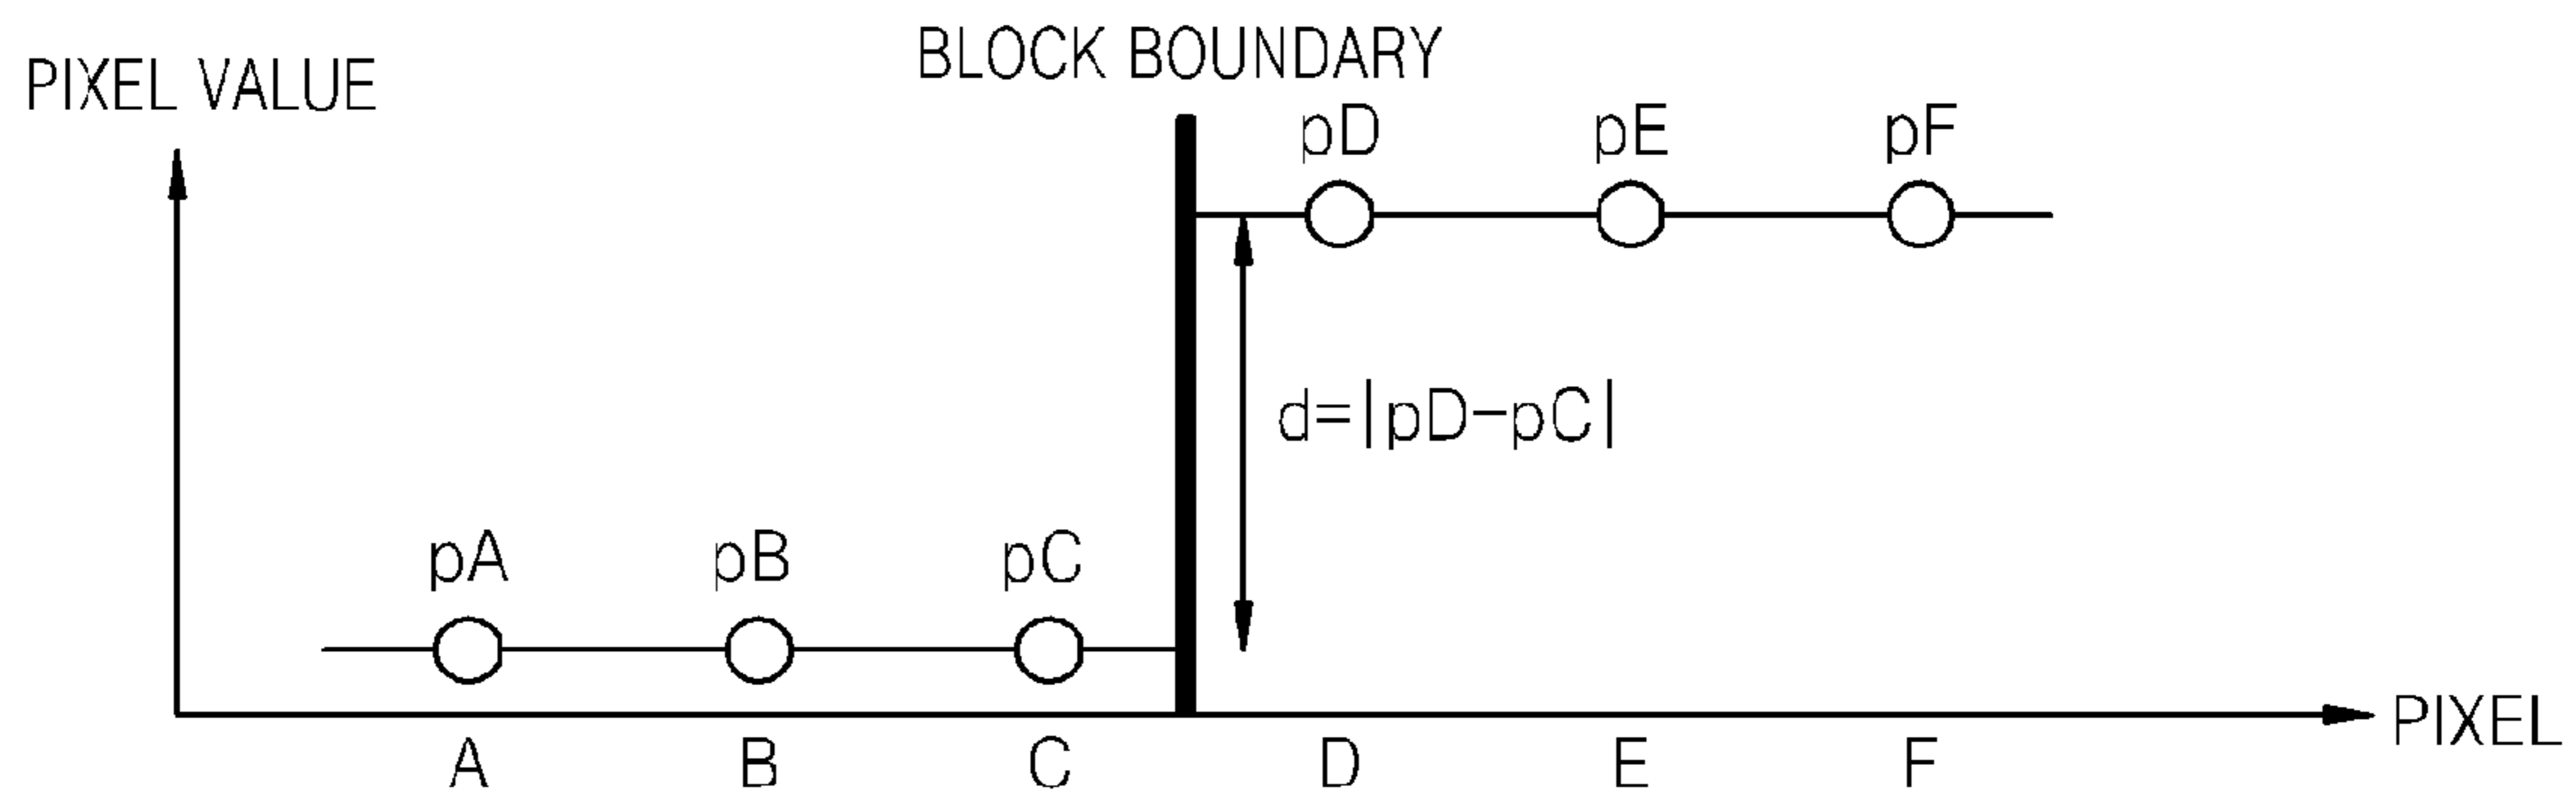 BLOCK BOUNDARY
PIXEL VALUE
pD pE pF
d=|pD-pC|
pA pB pC
PIXEL
A B C D E F